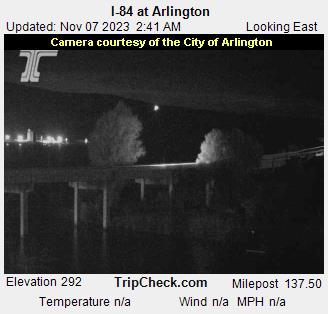 I-84 at Arlington
Updated: Nov 07 2023 2:41 AM Looking East
Camera courtesy of the City of Arlington
Elevation 292 TripCheck.com Milepost 137.50
Temperature n/a Wind n/a MPH n/a